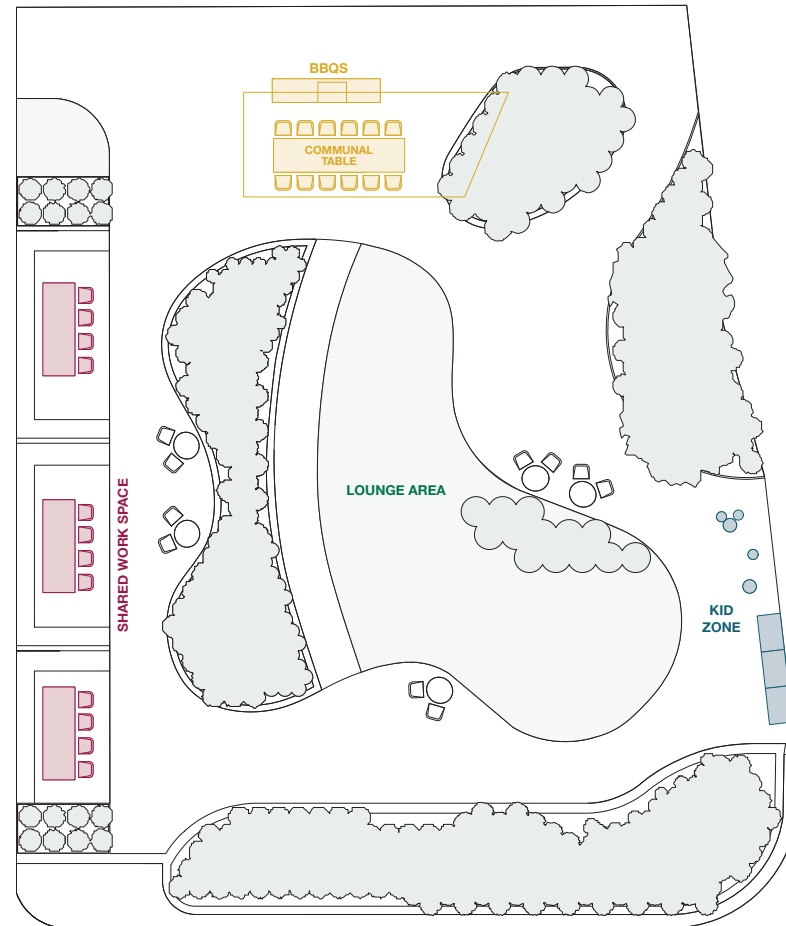 BBQS
COMMUNAL
TABLE
LOUNGE AREA
SHARED WORK SPACE
KID
ZONE